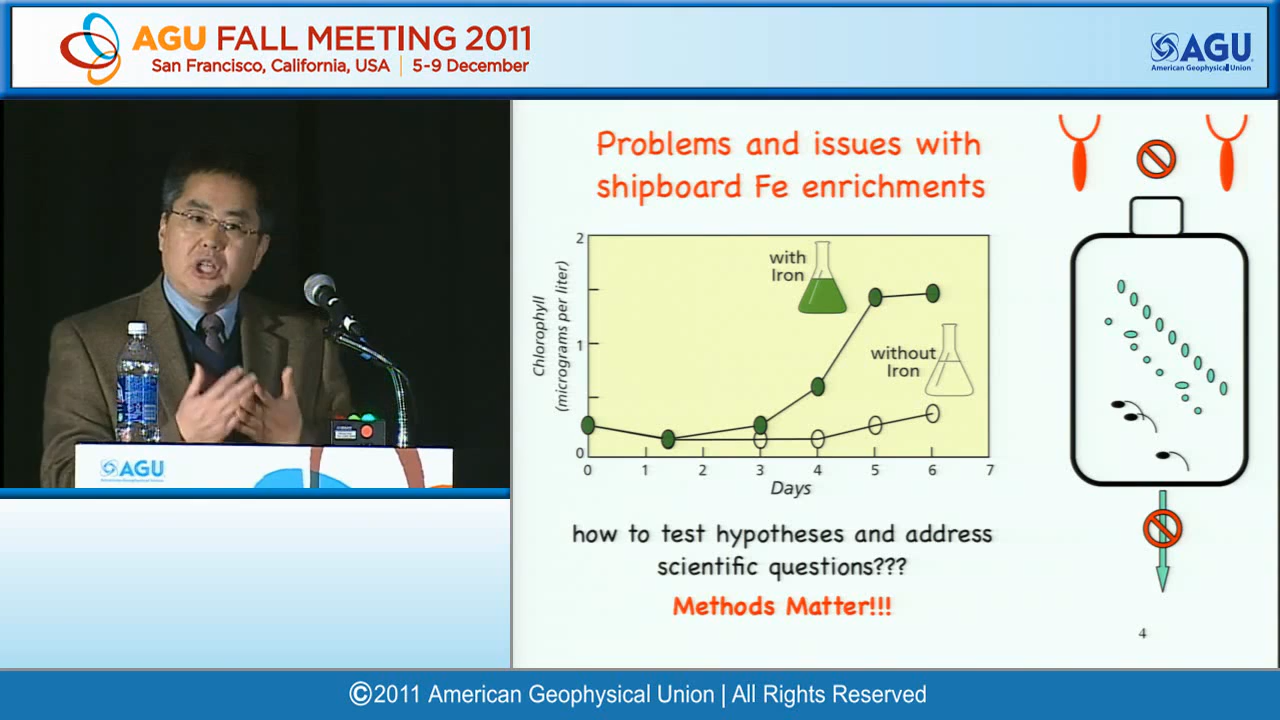 AGU FALL MEETING 2011
San Francisco, California, USA | 5-9 December
AGU
American Geophysical Union
AGU
Problems and issues with
shipboard Fe enrichments
Chlorophyll
(micrograms per liter)
2
1
0
with
Iron
without
Iron
0 1 2 3 4 5 6 7
Days
how to test hypotheses and address
scientific questions???
Methods Matter!!!
4
©2011 American Geophysical Union | All Rights Reserved